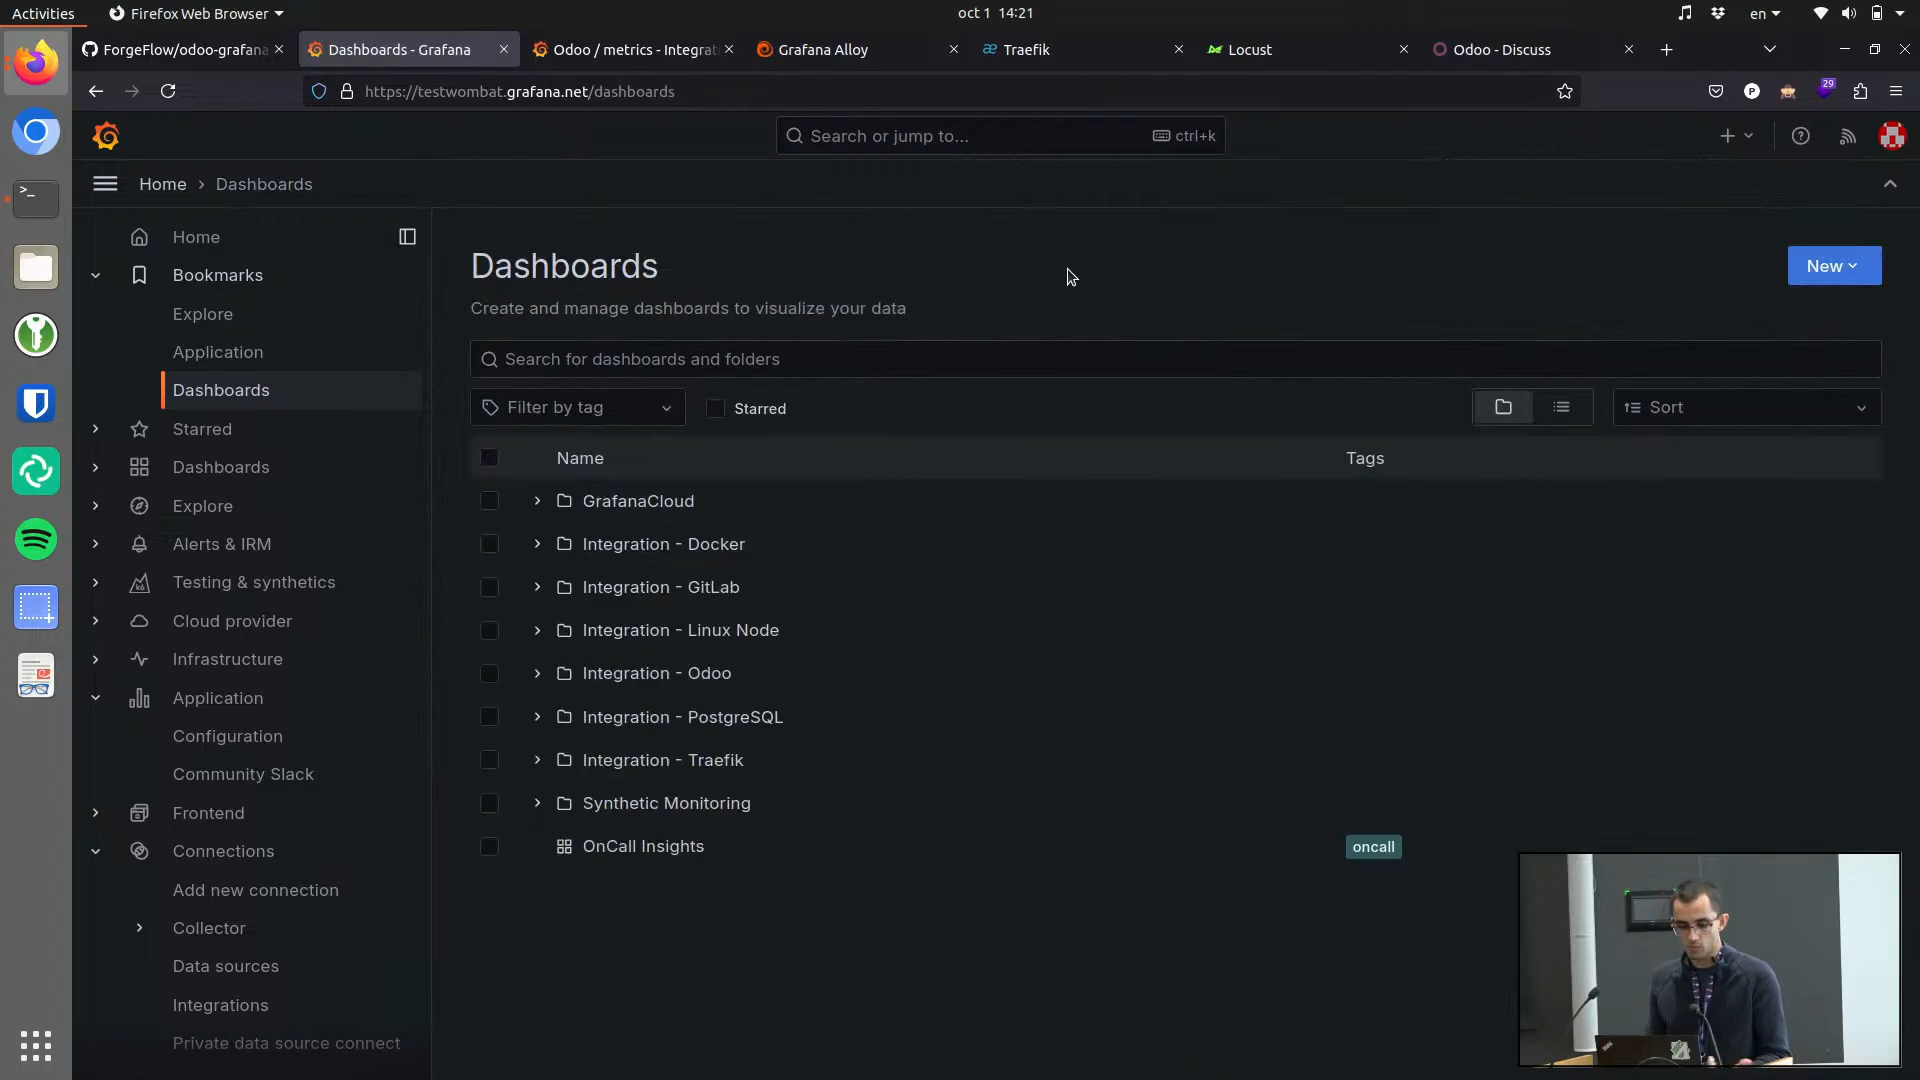 Activities
Firefox Web Browser
oct 1 14:21
en
ForgeFlow/odoo-grafana
Dashboards - Grafana
Odoo / metrics - Integrat
Grafana Alloy
Traefik
Locust
Odoo - Discuss
https://testwombat.grafana.net/dashboards
29
Search or jump to...
ctrl+k
Home
Dashboards
Home
Bookmarks
Explore
Application
Dashboards
Starred
Dashboards
Explore
Alerts & IRM
Testing & synthetics
Cloud provider
Infrastructure
Application
Configuration
Community Slack
Frontend
Connections
Add new connection
Collector
Data sources
Integrations
Private data source connect
Dashboards
New
Create and manage dashboards to visualize your data
Search for dashboards and folders
Filter by tag
Starred
Sort
Name
Tags
GrafanaCloud
Integration - Docker
Integration - GitLab
Integration - Linux Node
Integration - Odoo
Integration - PostgreSQL
Integration - Traefik
Synthetic Monitoring
OnCall Insights
oncall